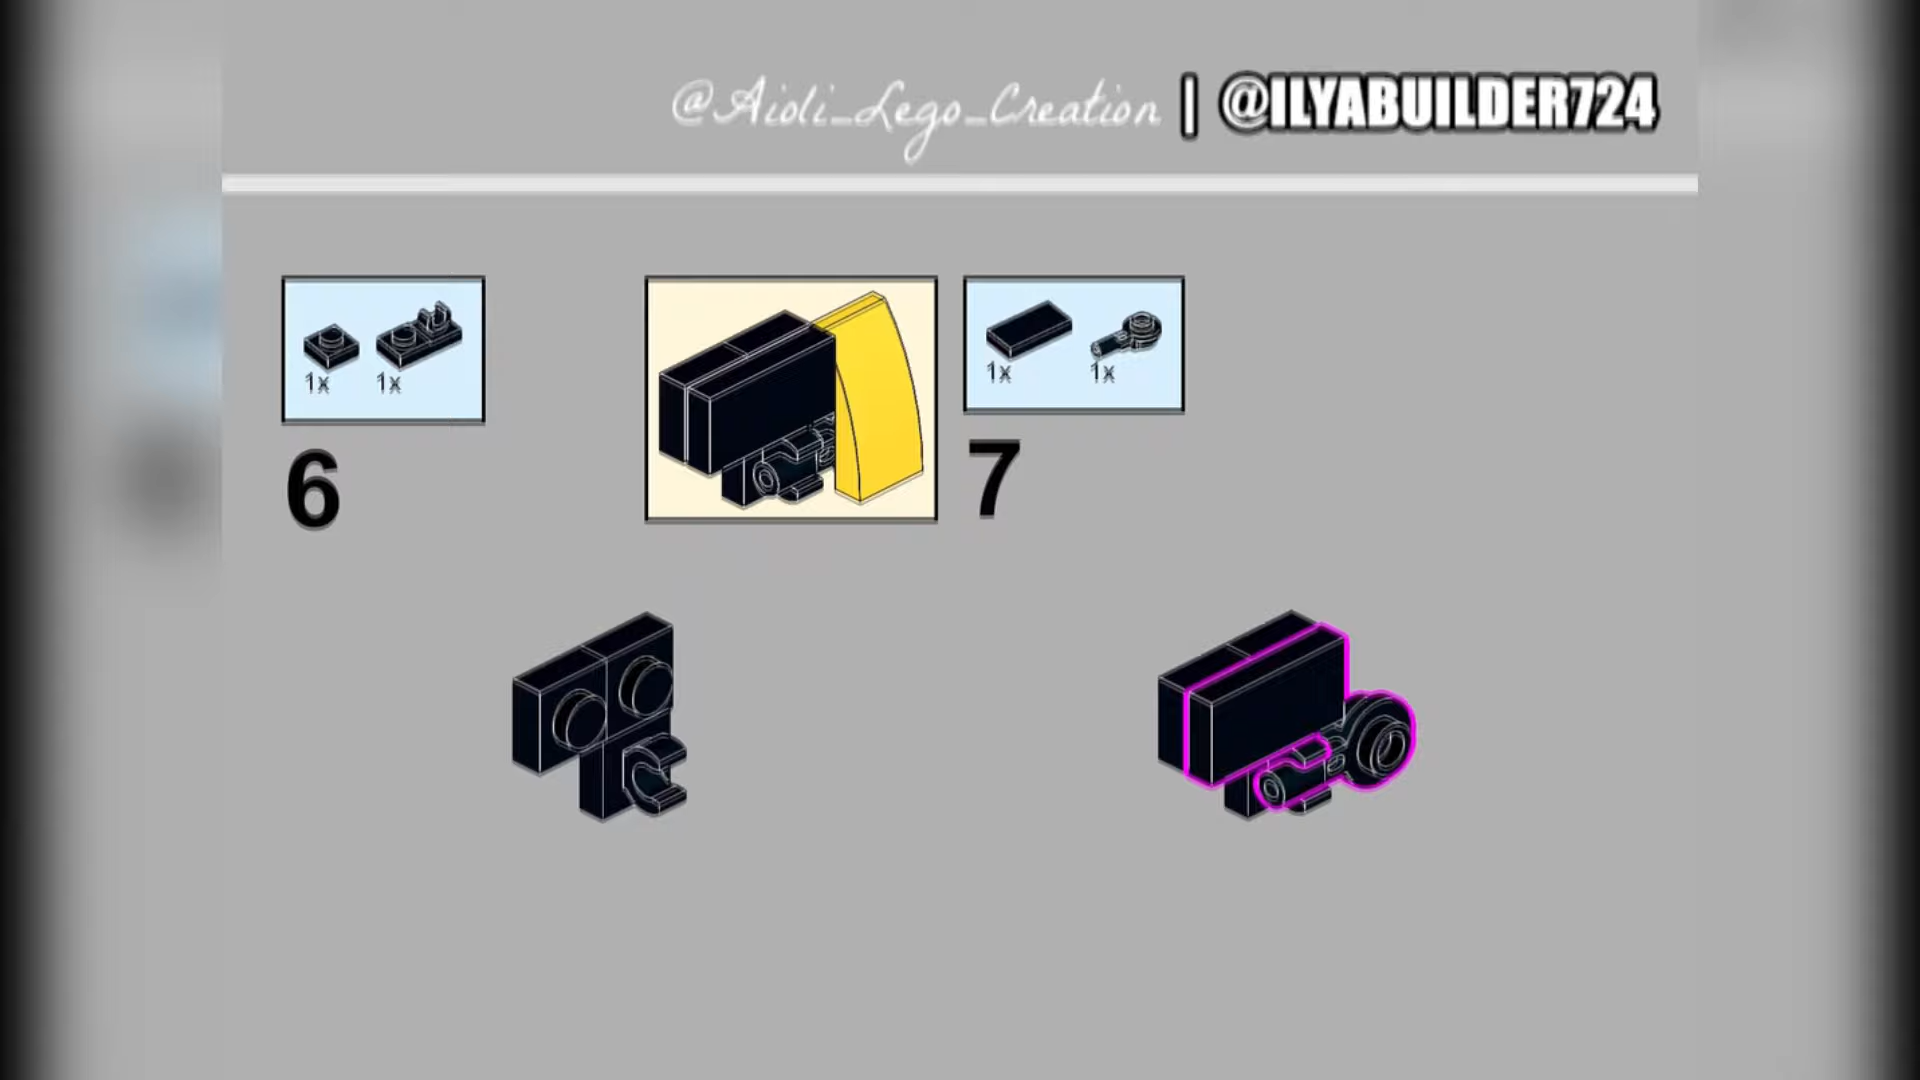 @Aioli_Lego_Creation | @ILYABUILDER724
1x 1x
6
1x 1x
7